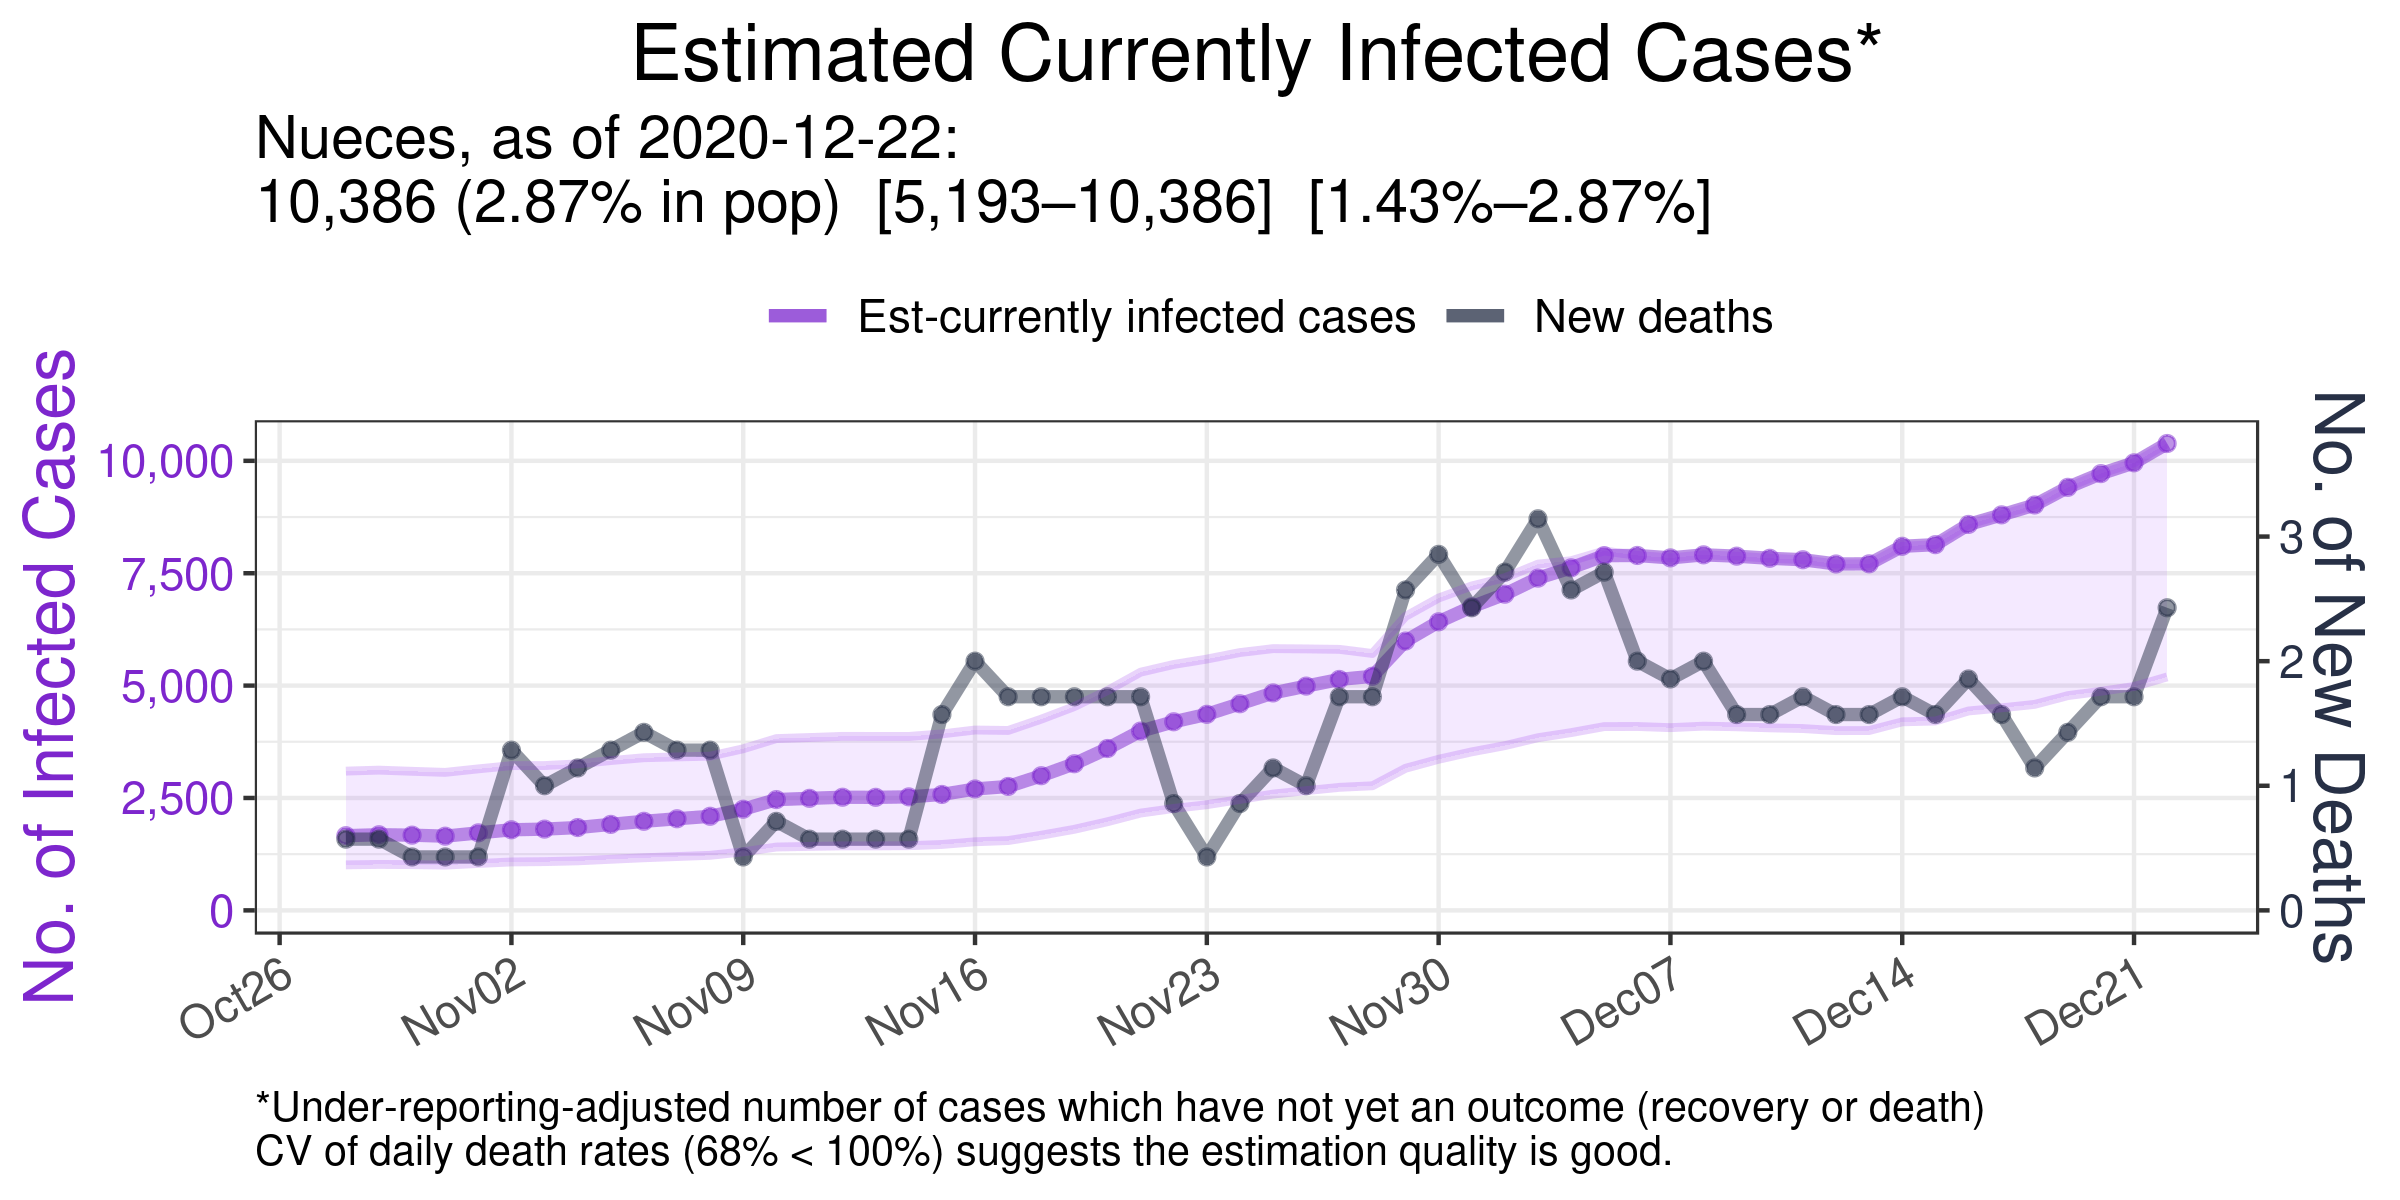 Estimated Currently Infected Cases*
Nueces, as of 2020-12-22:
10,386 (2.87% in pop)  [5,193–10,386]  [1.43%–2.87%]
Est-currently infected cases
New deaths
No. of Infected Cases
10,000
7,500
5,000
2,500
0
3
2
1
0
No. of New Deaths
Oct26
Nov02
Nov09
Nov16
Nov23
Nov30
Dec07
Dec14
Dec21
*Under-reporting-adjusted number of cases which have not yet an outcome (recovery or death)
CV of daily death rates (68% < 100%) suggests the estimation quality is good.